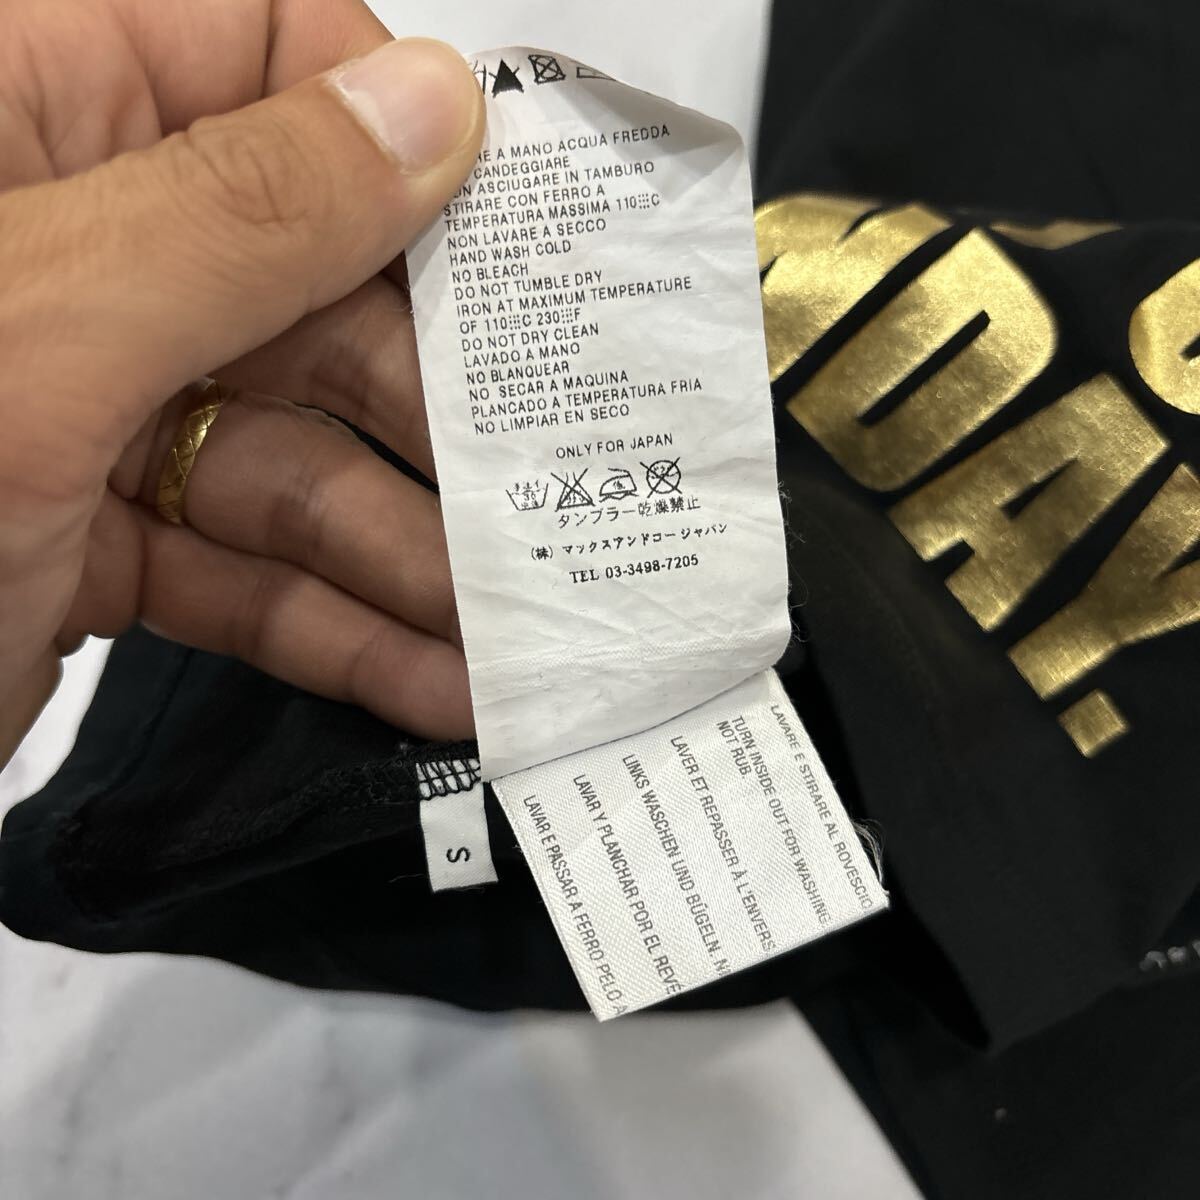 A MANO ACQUA FREDDA
CANDEGGIARE
ASCIUGARE IN TAMBURO
STIRARE CON FERRO A
TEMPERATURA MASSIMA 110 C
NON LAVARE A SECCO
HAND WASH COLD
NO BLEACH
DO NOT TUMBLE DRY
IRON AT MAXIMUM TEMPERATURE
OF 110 C 230 F
DO NOT DRY CLEAN
LAVADO A MANO
NO BLANQUEAR
NO SECAR A MAQUINA
PLANCADO A TEMPERATURA FRIA
NO LIMPIAR EN SECO
ONLY FOR JAPAN
30
タンブラー乾燥禁止
(株) マックスアンドコージャパン
TEL 03-3498-7205
S
LAVARE E STIRARE AL ROVESCIO
TURN INSIDE OUT FOR WASHING
NOT RUB
LAVER ET REPASSER À L'ENVERS
LINKS WASCHEN UND BÜGELN.
LAVAR Y PLANCHAR POR EL
LAVAR E PASSAR A FERRO PELO
DAY.